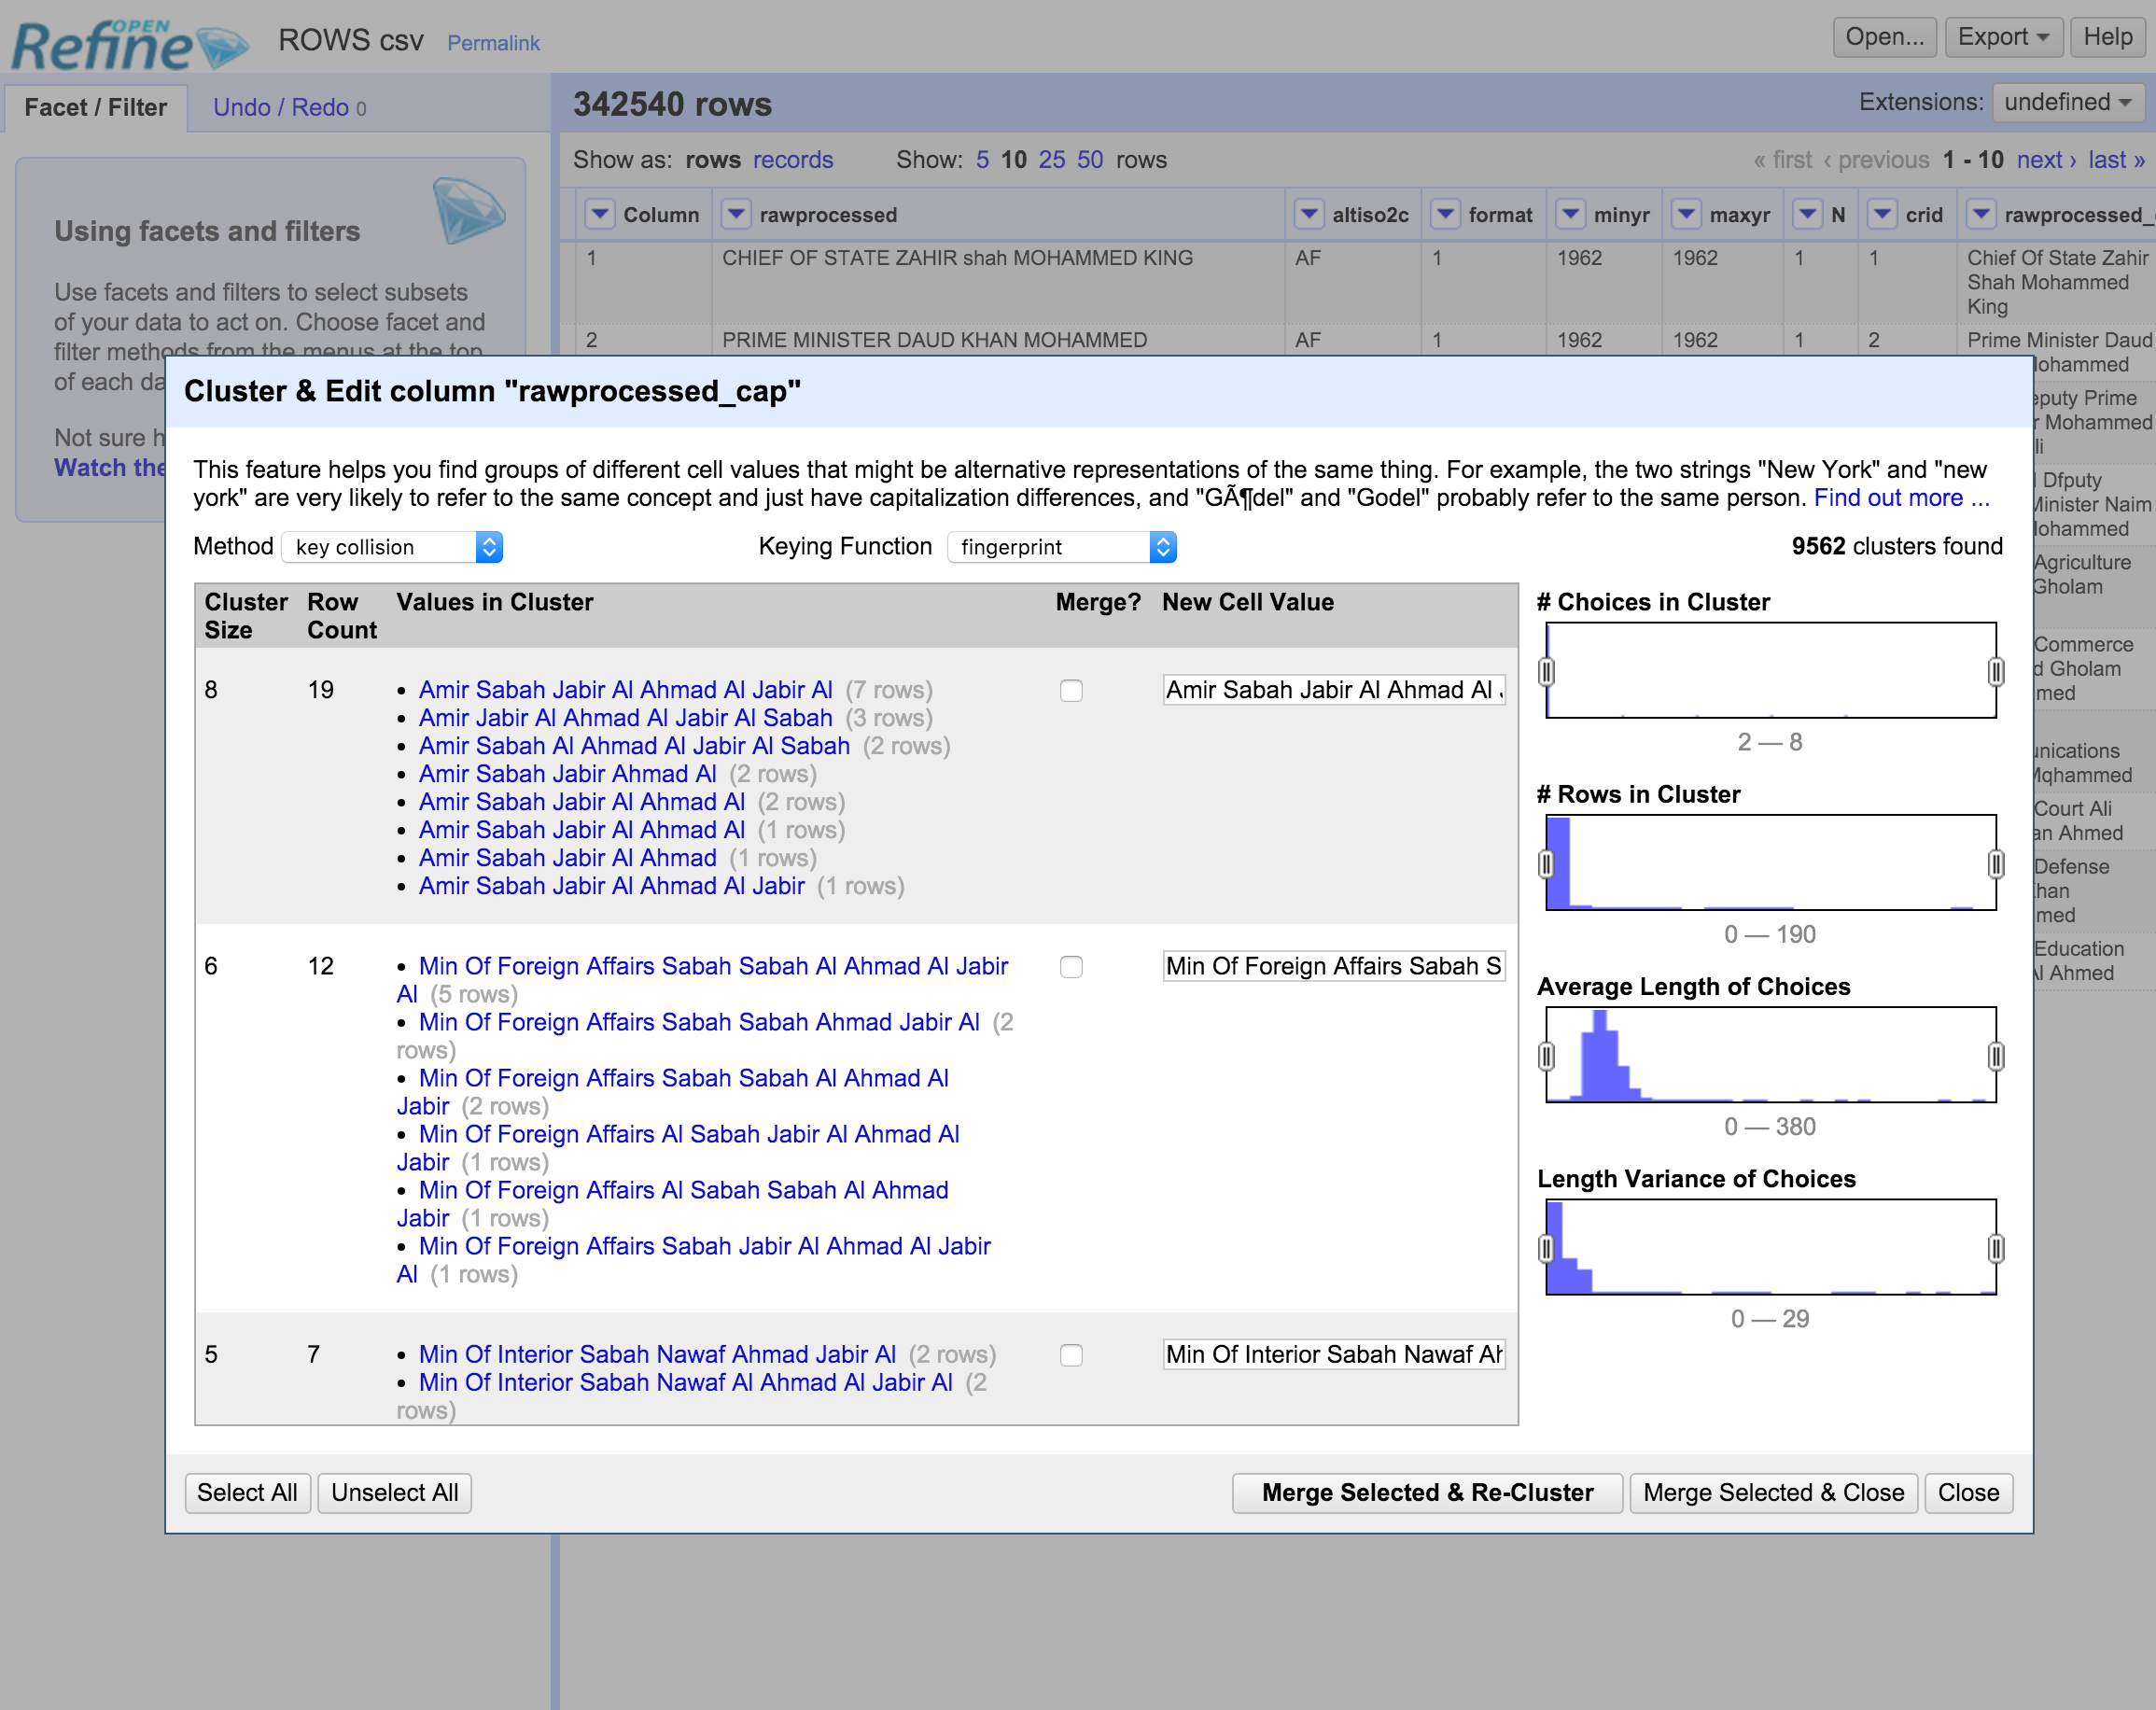 OPEN
Refine ROWS csv Permalink Open... Export Help
Facet / Filter Undo / Redo 0 342540 rows Extensions: undefined
Show as: rows records Show: 5 10 25 50 rows « first ‹ previous 1 - 10 next › last »
Using facets and filters
Use facets and filters to select subsets
of your data to act on. Choose facet and
filter methods from the menus at the top
of each da
Not sure h
Watch the
Column rawprocessed altiso2c format minyr maxyr N crid rawprocessed_
1 CHIEF OF STATE ZAHIR shah MOHAMMED KING AF 1 1962 1962 1 1 Chief Of State Zahir
Shah Mohammed
King
2 PRIME MINISTER DAUD KHAN MOHAMMED AF 1 1962 1962 1 2 Prime Minister Daud
ohammed
eputy Prime
r Mohammed
li
Dfputy
Minister Naim
ohammed
Agriculture
Gholam
Commerce
d Gholam
med
unications
Mqhammed
Court Ali
an Ahmed
Defense
han
med
Education
Al Ahmed
Cluster & Edit column "rawprocessed_cap"
This feature helps you find groups of different cell values that might be alternative representations of the same thing. For example, the two strings "New York" and "new
york" are very likely to refer to the same concept and just have capitalization differences, and "GÃ¶del" and "Godel" probably refer to the same person. Find out more ...
Method key collision Keying Function fingerprint 9562 clusters found
Cluster Size Row Count Values in Cluster Merge? New Cell Value
8 19 • Amir Sabah Jabir Al Ahmad Al Jabir Al (7 rows) Amir Sabah Jabir Al Ahmad Al
• Amir Jabir Al Ahmad Al Jabir Al Sabah (3 rows)
• Amir Sabah Al Ahmad Al Jabir Al Sabah (2 rows)
• Amir Sabah Jabir Ahmad Al (2 rows)
• Amir Sabah Jabir Al Ahmad Al (2 rows)
• Amir Sabah Jabir Al Ahmad Al (1 rows)
• Amir Sabah Jabir Al Ahmad (1 rows)
• Amir Sabah Jabir Al Ahmad Al Jabir (1 rows)
6 12 • Min Of Foreign Affairs Sabah Sabah Al Ahmad Al Jabir Min Of Foreign Affairs Sabah S
Al (5 rows)
• Min Of Foreign Affairs Sabah Sabah Ahmad Jabir Al (2
rows)
• Min Of Foreign Affairs Sabah Sabah Al Ahmad Al
Jabir (2 rows)
• Min Of Foreign Affairs Al Sabah Jabir Al Ahmad Al
Jabir (1 rows)
• Min Of Foreign Affairs Al Sabah Sabah Al Ahmad
Jabir (1 rows)
• Min Of Foreign Affairs Sabah Jabir Al Ahmad Al Jabir
Al (1 rows)
5 7 • Min Of Interior Sabah Nawaf Ahmad Jabir Al (2 rows) Min Of Interior Sabah Nawaf Ah
• Min Of Interior Sabah Nawaf Al Ahmad Al Jabir Al (2
rows)
# Choices in Cluster
2 — 8
# Rows in Cluster
0 — 190
Average Length of Choices
0 — 380
Length Variance of Choices
0 — 29
Select All Unselect All Merge Selected & Re-Cluster Merge Selected & Close Close